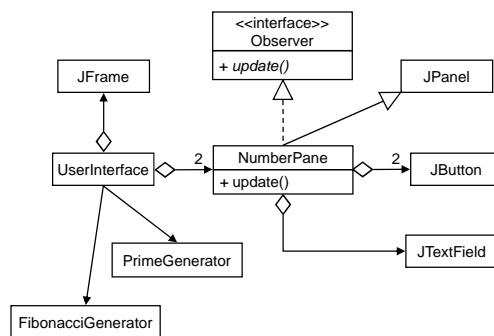 <<interface>>
Observer
+ update()
JFrame
JPanel
UserInterface
2
NumberPane
+ update()
2
JButton
PrimeGenerator
JTextField
FibonacciGenerator